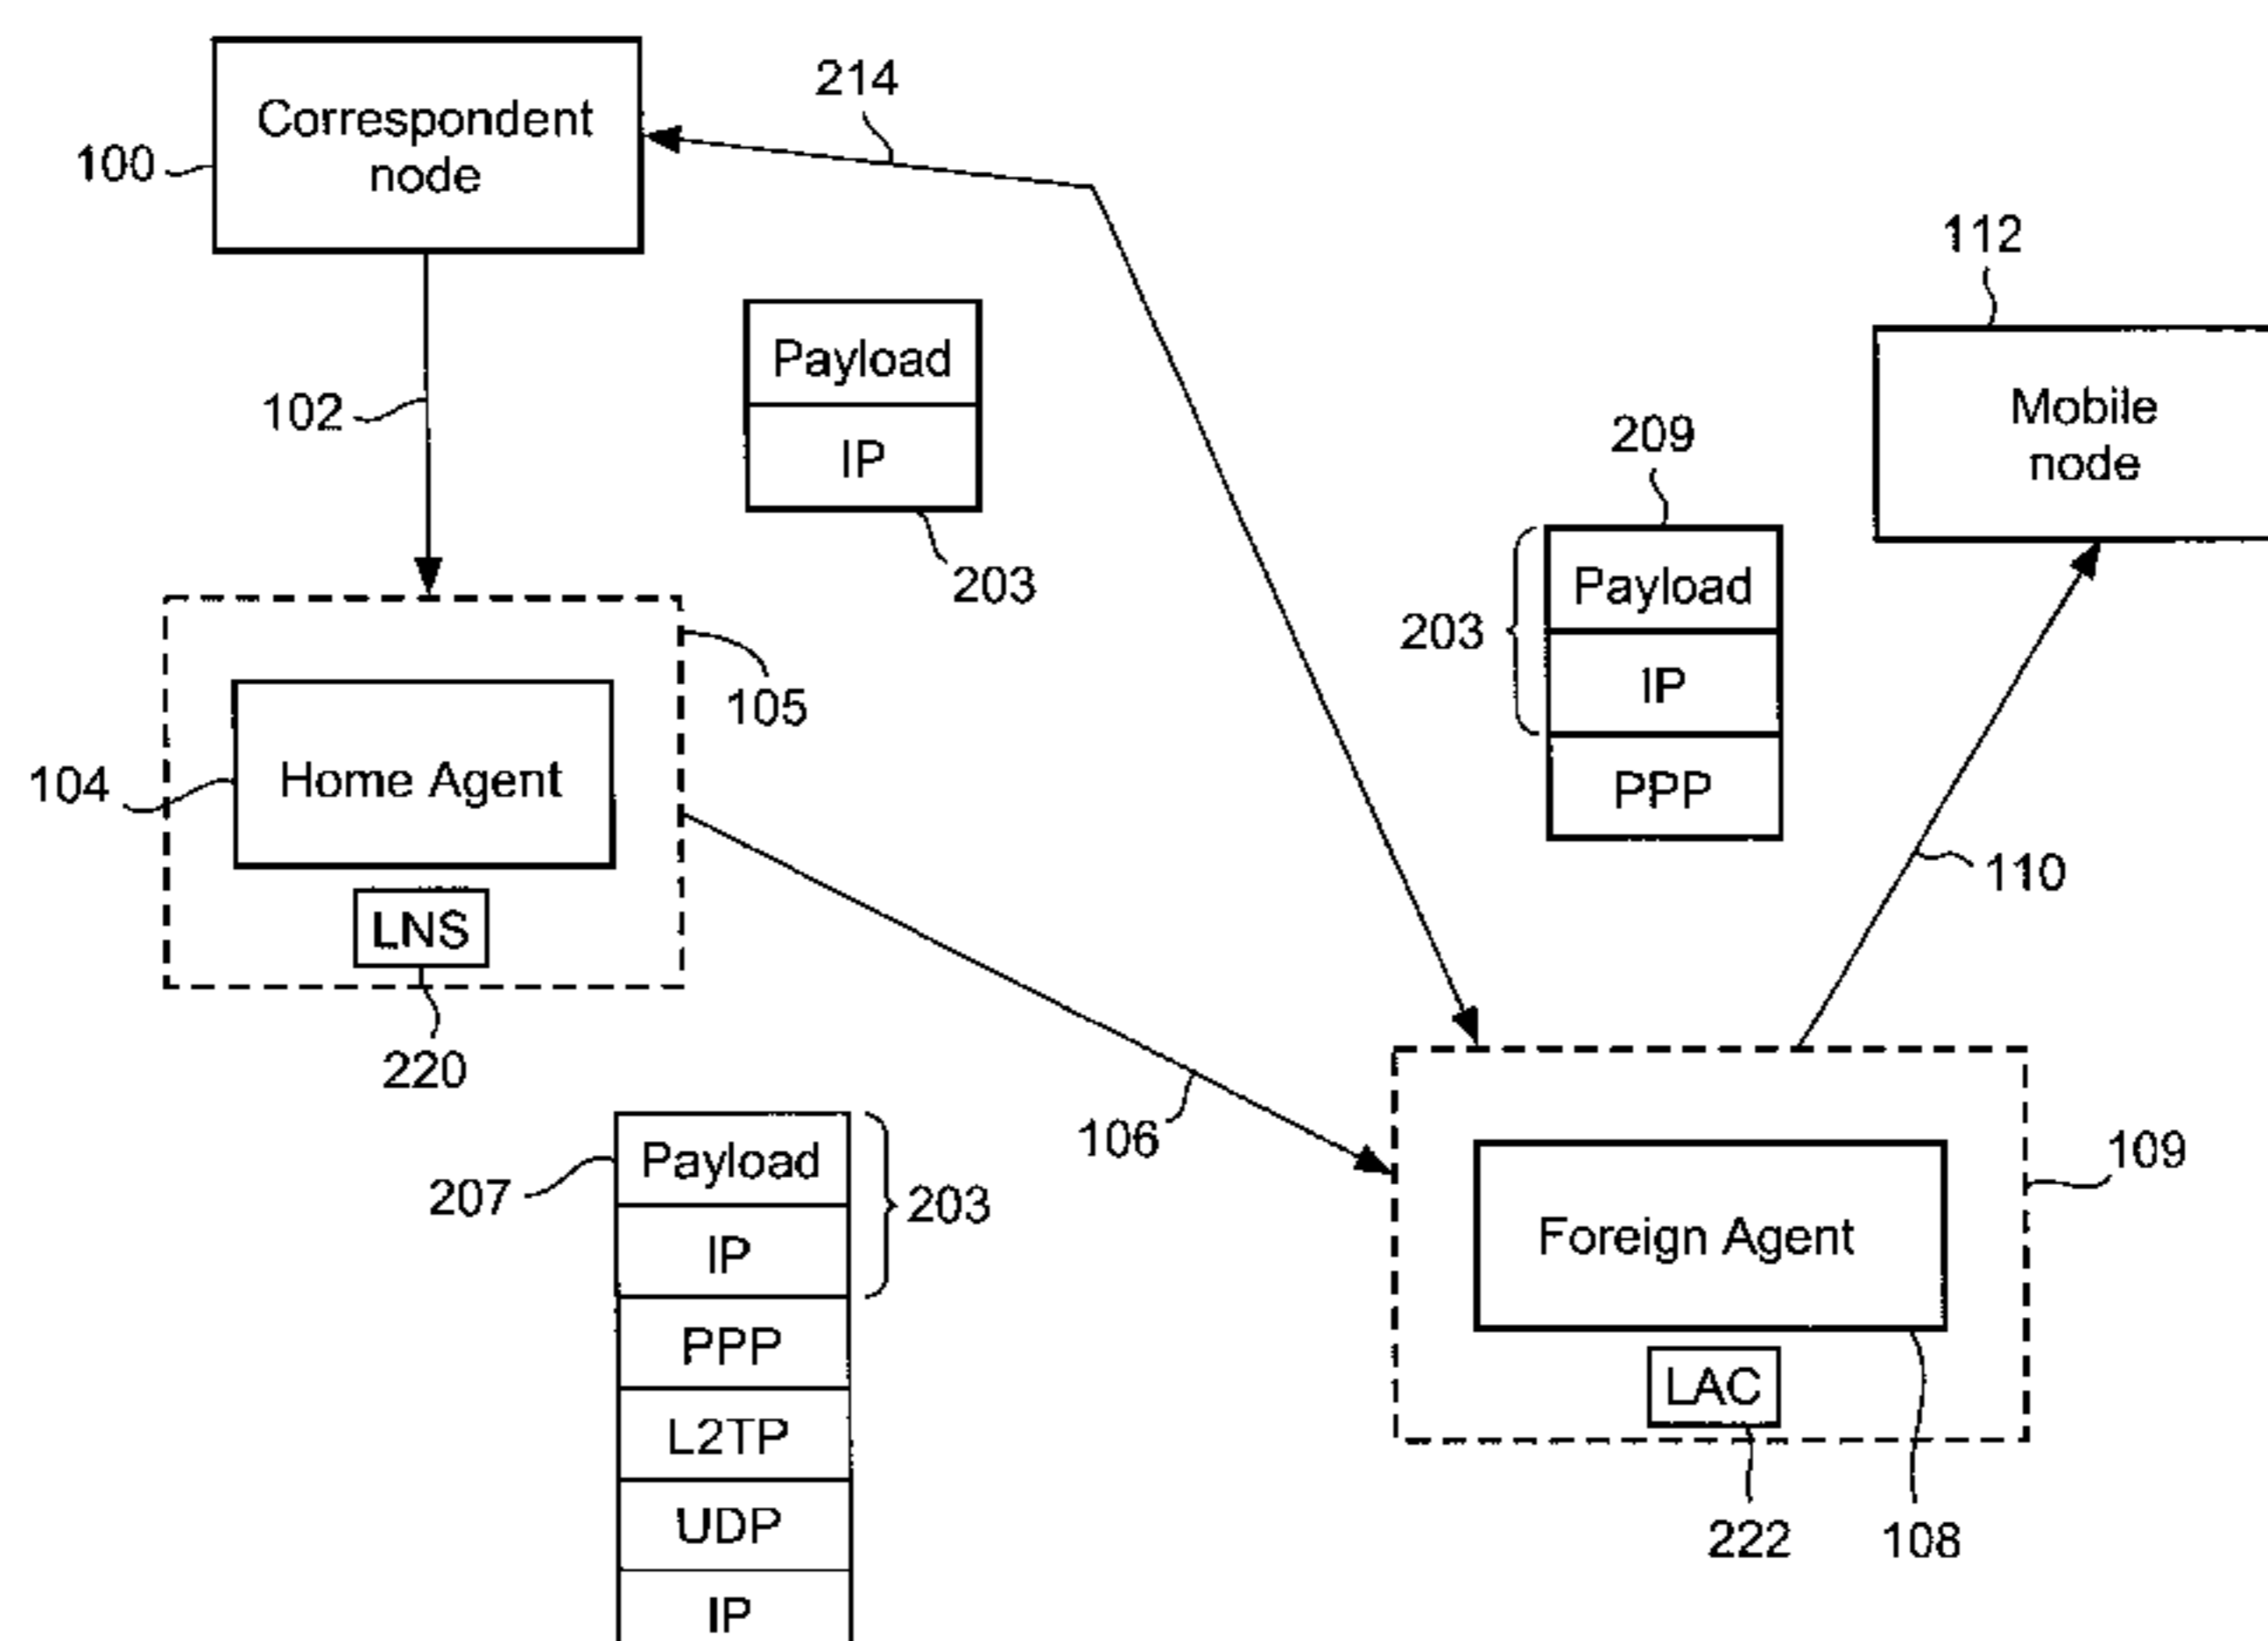 214
Correspondent
node
100
112
Payload
IP
203
102
Mobile
node
209
Payload
203
IP
PPP
105
104
Home Agent
LNS
220
110
106
109
Foreign Agent
LAC
222
108
Payload
207
203
IP
PPP
L2TP
UDP
IP